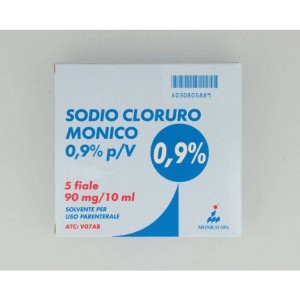 A030805889
SODIO CLORURO
MONICO
0,9% p/V
0,9%
5 fiale
90 mg/10 ml
SOLVENTE PER
USO PARENTERALE
ATC: V07AB
MONICO SPA